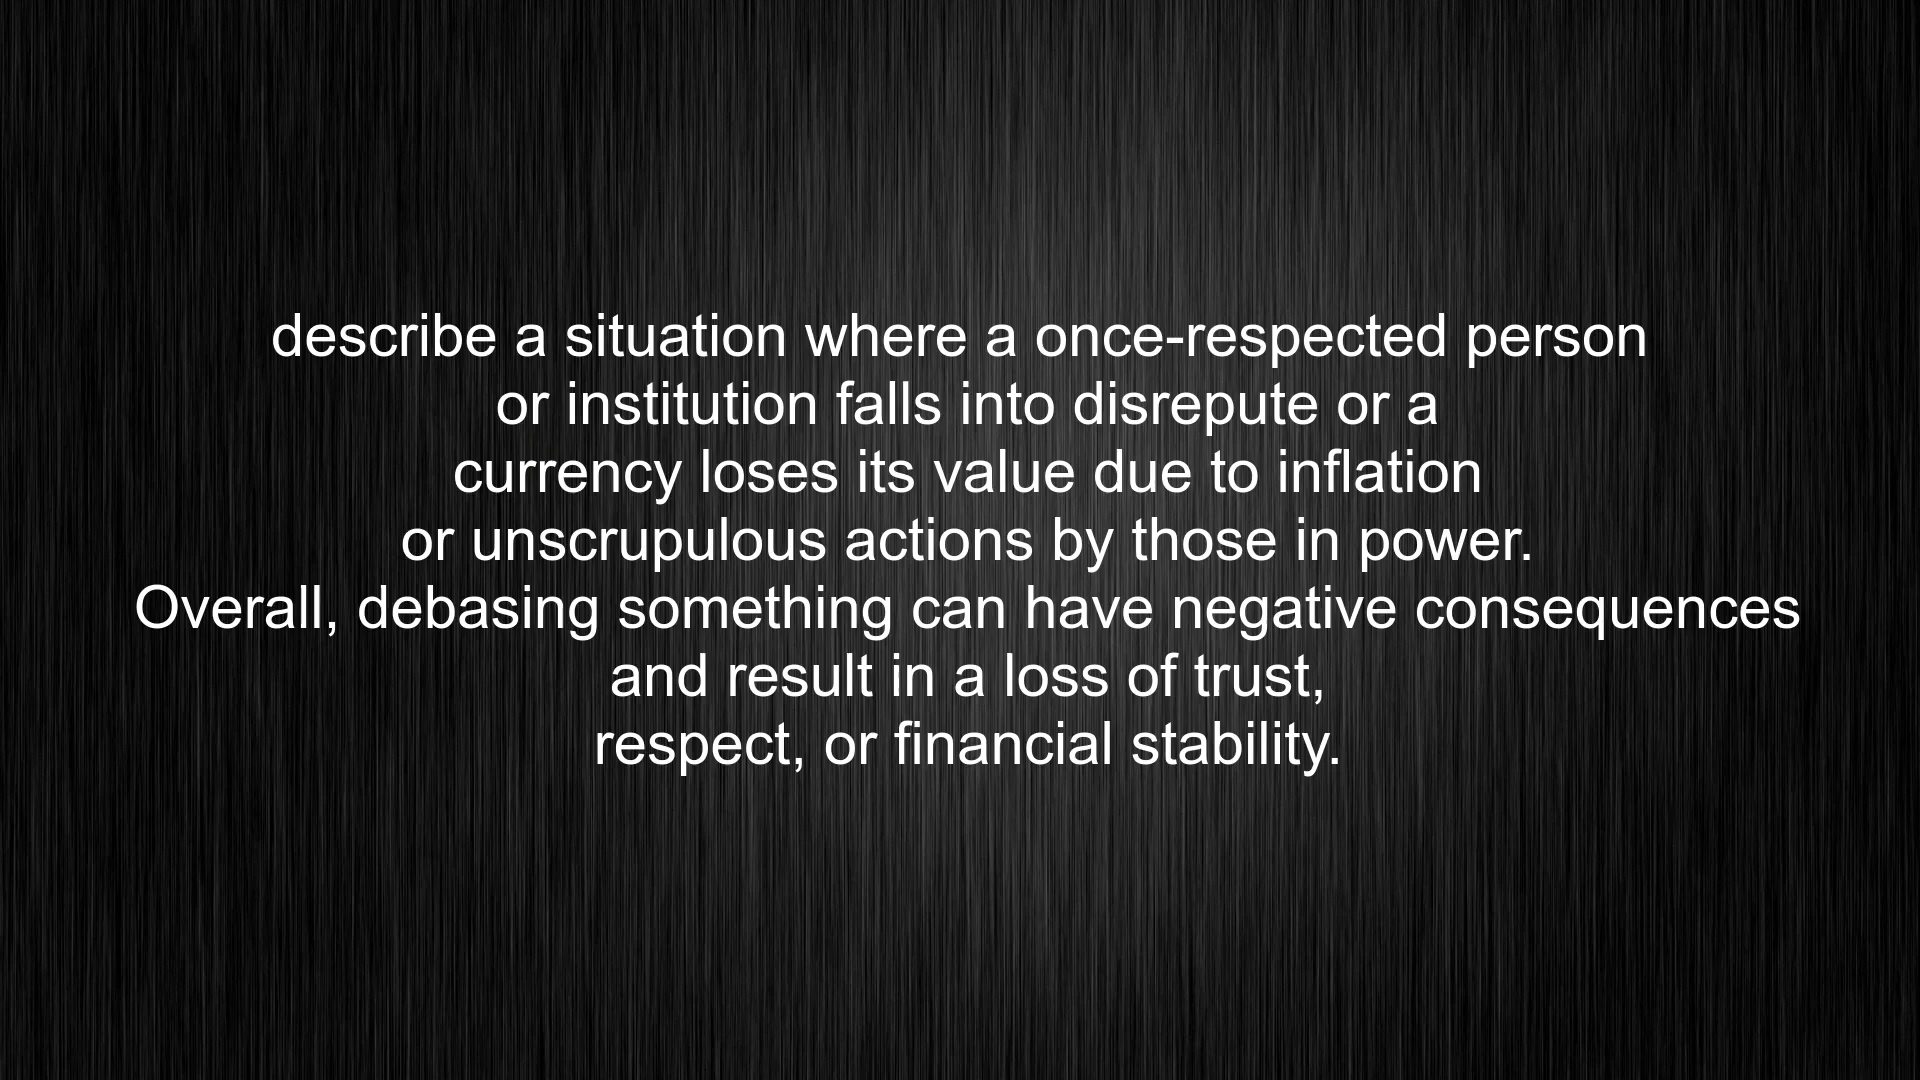 describe a situation where a once-respected person
or institution falls into disrepute or a
currency loses its value due to inflation
or unscrupulous actions by those in power.
Overall, debasing something can have negative consequences
and result in a loss of trust,
respect, or financial stability.